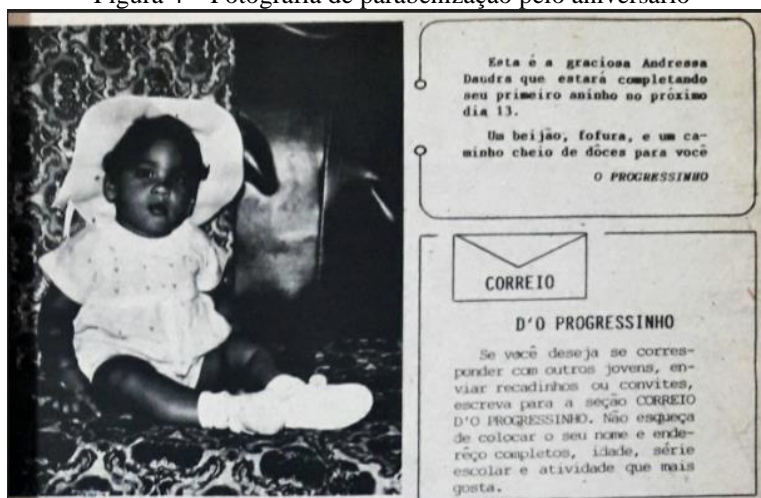 Figura 4 – Fotografia de parabenização pelo aniversário
Esta é a graciosa Andressa
Daudra que estará completando
seu primeiro aninho no próximo
dia 13.
Um beijão, fofura, e um ca-
minho cheio de dôces para você
O PROGRESSINHO
CORREIO
D'O PROGRESSINHO
Se você deseja se corres-
ponder com outros jovens, en-
viar recadinhos ou convites,
escreva para a seção CORREIO
D'O PROGRESSINHO. Não esqueça
de colocar o seu nome e ende-
rêço completos, idade, série
escolar e atividade que mais
gosta.